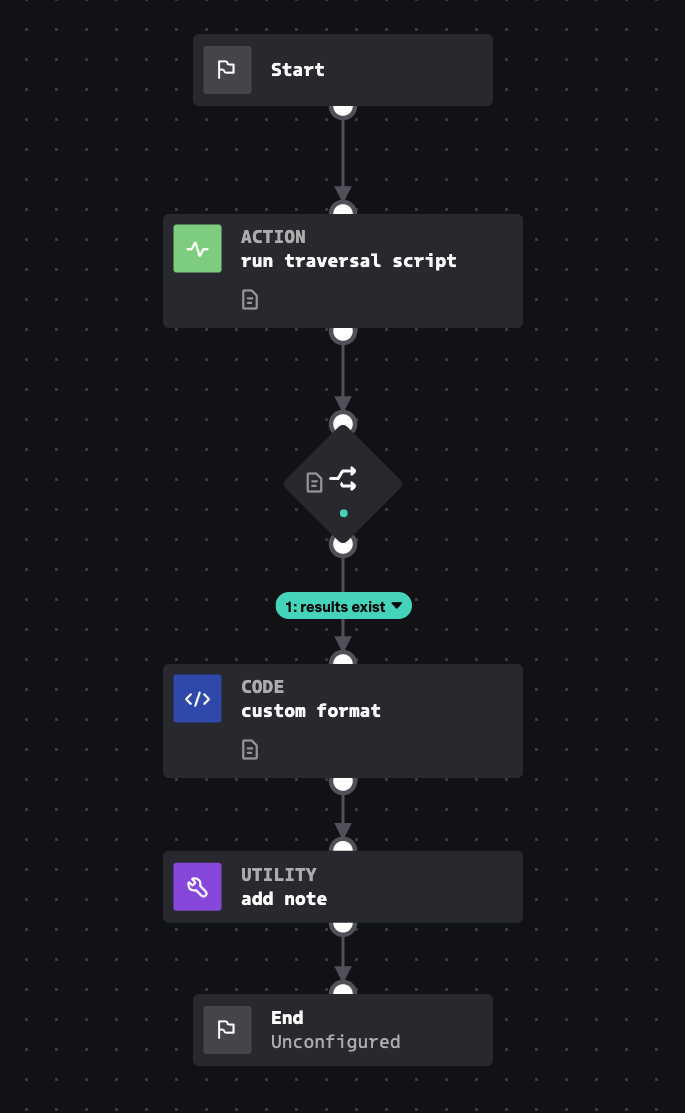 Start
ACTION
run traversal script
1: results exist
CODE
custom format
UTILITY
add note
End
Unconfigured